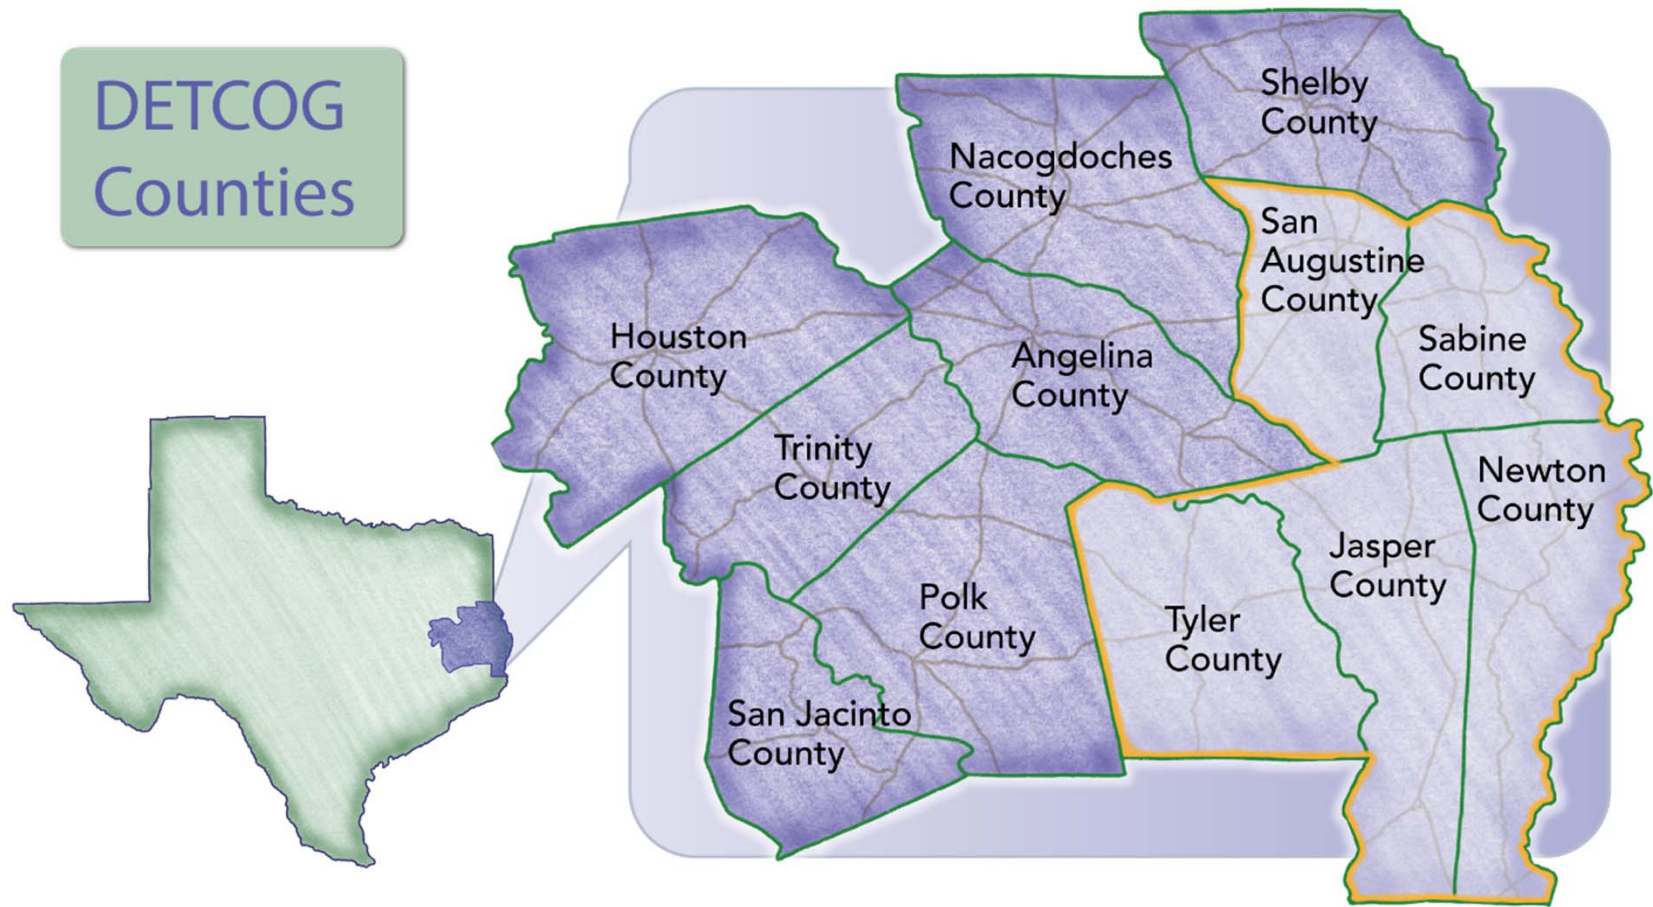 DETCOG
Counties
Shelby
County
Nacogdoches
County
San
Augustine
County
Houston
County
Angelina
County
Sabine
County
Trinity
County
Newton
County
Jasper
County
Polk
County
Tyler
County
San Jacinto
County